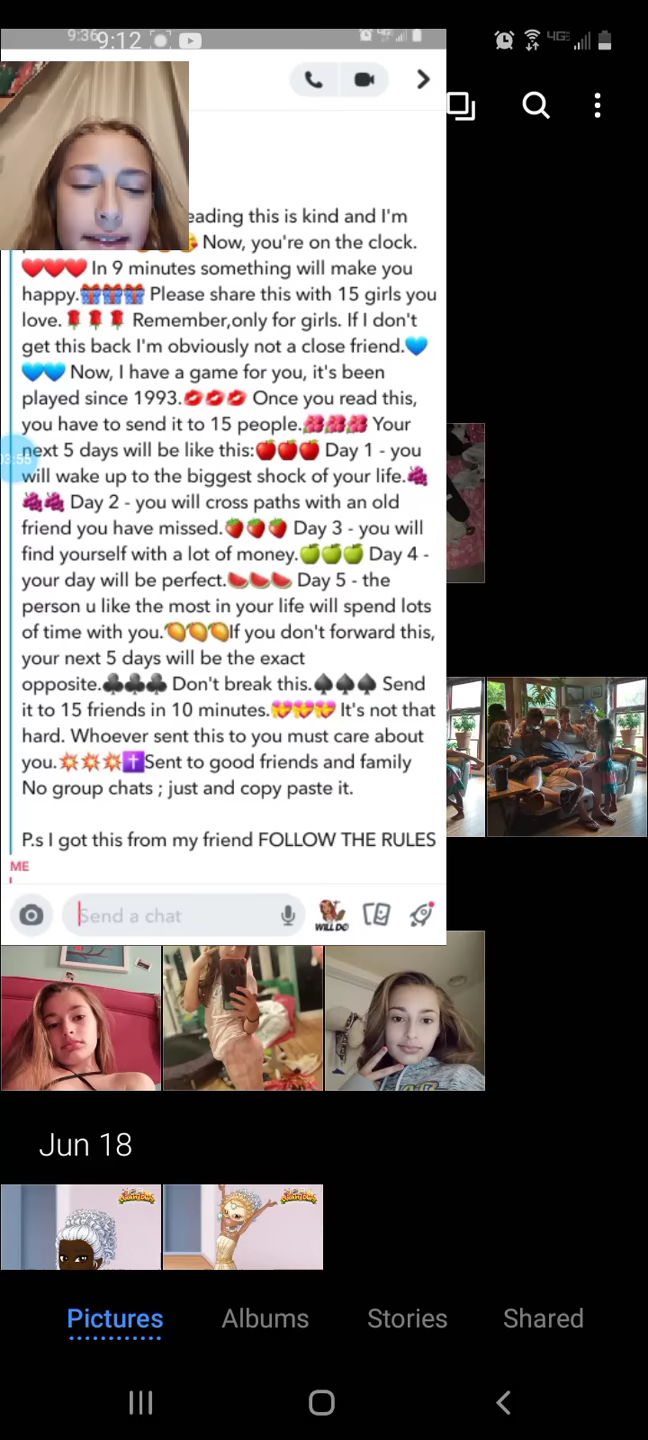 9:36
9:12
4GE
eading this is kind and I'm
Now, you're on the clock.
❤️❤️❤️ In 9 minutes something will make you
happy.🎁🎁🎁 Please share this with 15 girls you
love.🌹🌹🌹 Remember,only for girls. If I don't
get this back I'm obviously not a close friend.💙
💙💙 Now, I have a game for you, it's been
played since 1993.💋💋💋 Once you read this,
you have to send it to 15 people.🌺🌺🌺 Your
next 5 days will be like this:🍎🍎🍎 Day 1 - you
will wake up to the biggest shock of your life.🍇
🍇🍇 Day 2 - you will cross paths with an old
friend you have missed.🍓🍓🍓 Day 3 - you will
find yourself with a lot of money.🍏🍏🍏 Day 4 -
your day will be perfect.🍉🍉🍉 Day 5 - the
person u like the most in your life will spend lots
of time with you.🥭🥭🥭If you don't forward this,
your next 5 days will be the exact
opposite.♣️♣️♣️ Don't break this.♠️♠️♠️ Send
it to 15 friends in 10 minutes.💝💝💝 It's not that
hard. Whoever sent this to you must care about
you.💥💥💥✝️Sent to good friends and family
No group chats ; just and copy paste it.
P.s I got this from my friend FOLLOW THE RULES
ME
Send a chat
WILL DO
Jun 18
Pictures Albums Stories Shared